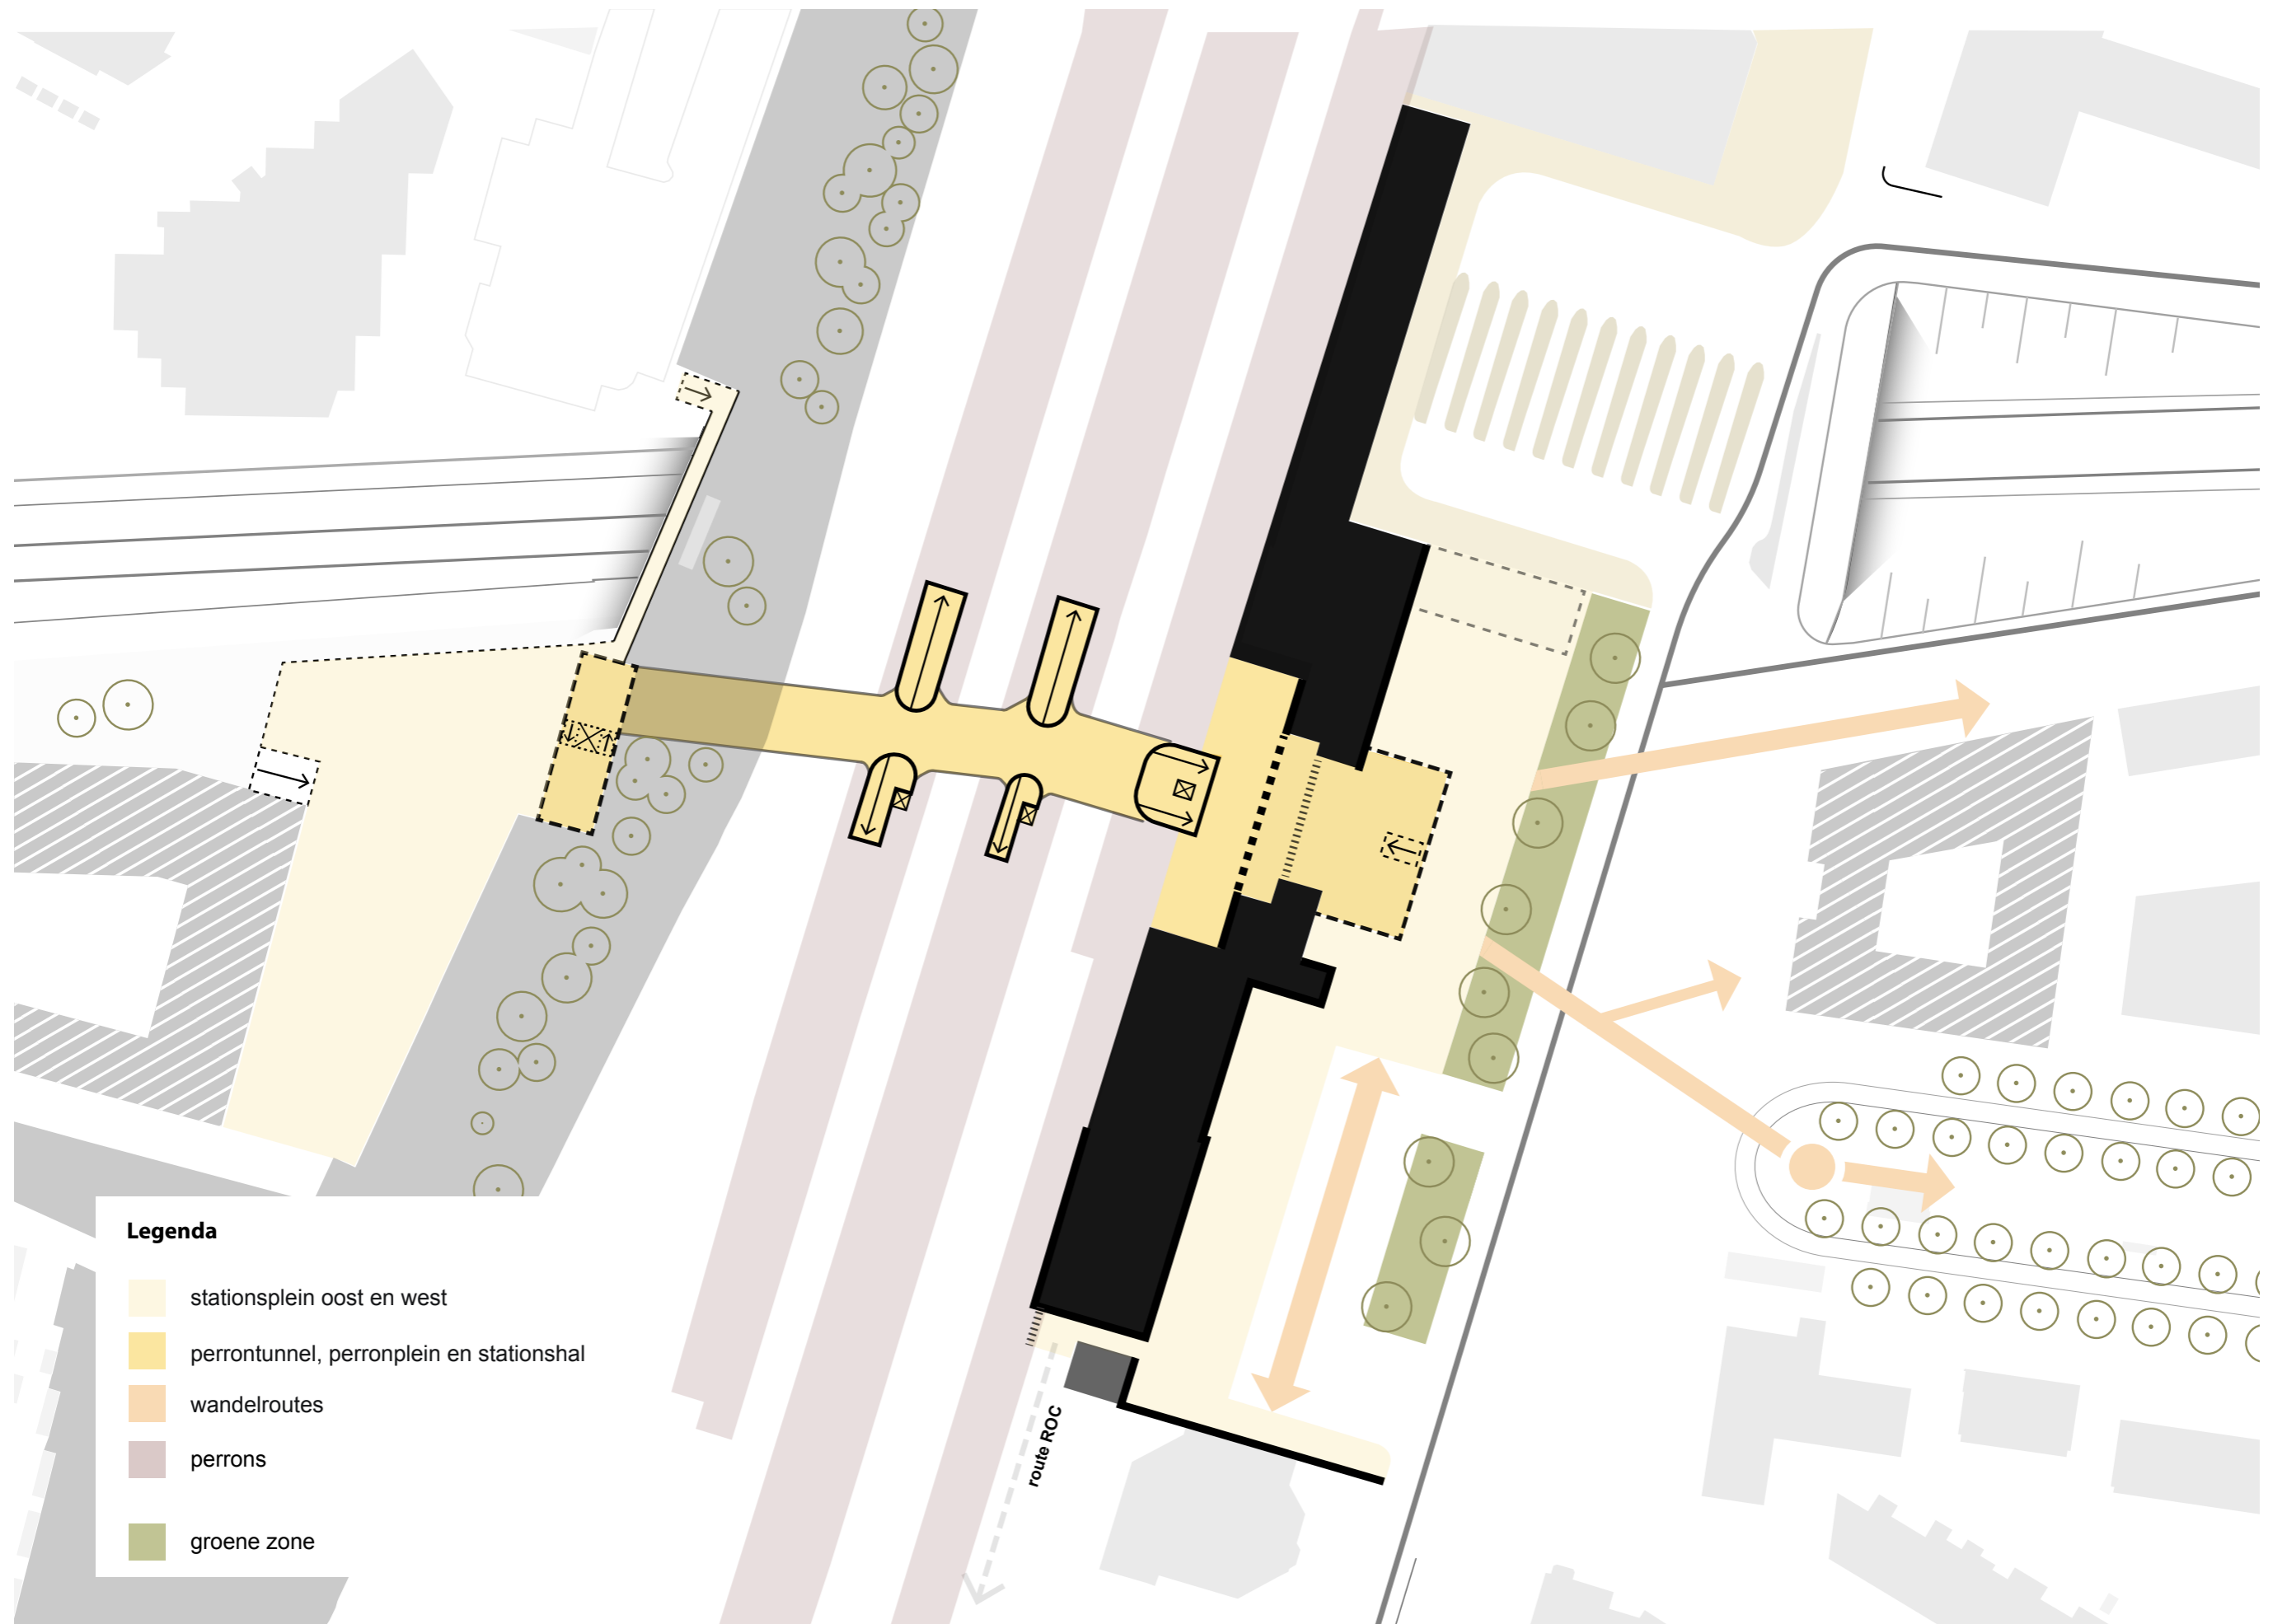 route ROC
Legenda
stationsplein oost en west
perrontunnel, perronplein en stationshal
wandelroutes
perrons
groene zone